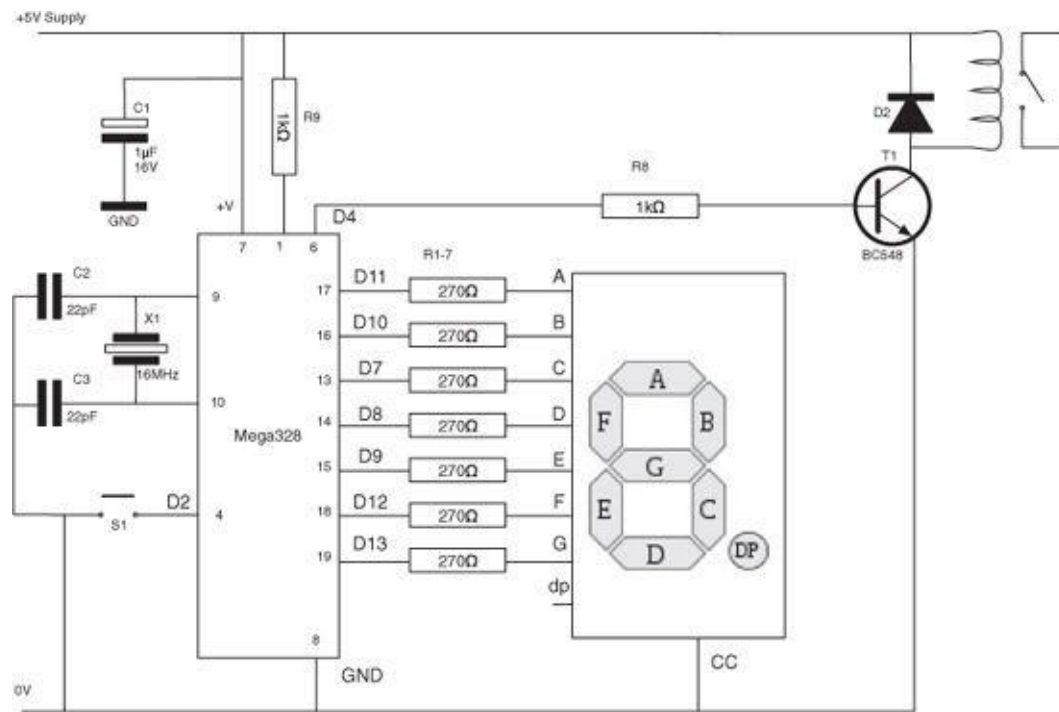 +5V Supply
C1
1µF
16V
GND
1kΩ
R9
+V
D4
R8
1kΩ
D2
T1
BC548
7
1
6
C2
22pF
X1
16MHz
C3
22pF
9
10
Mega328
R1-7
17
D11
270Ω
A
16
D10
270Ω
B
13
D7
270Ω
C
14
D8
270Ω
D
15
D9
270Ω
E
18
D12
270Ω
F
19
D13
270Ω
G
dp
A
F
B
G
E
C
D
DP
S1
D2
4
8
GND
CC
0V